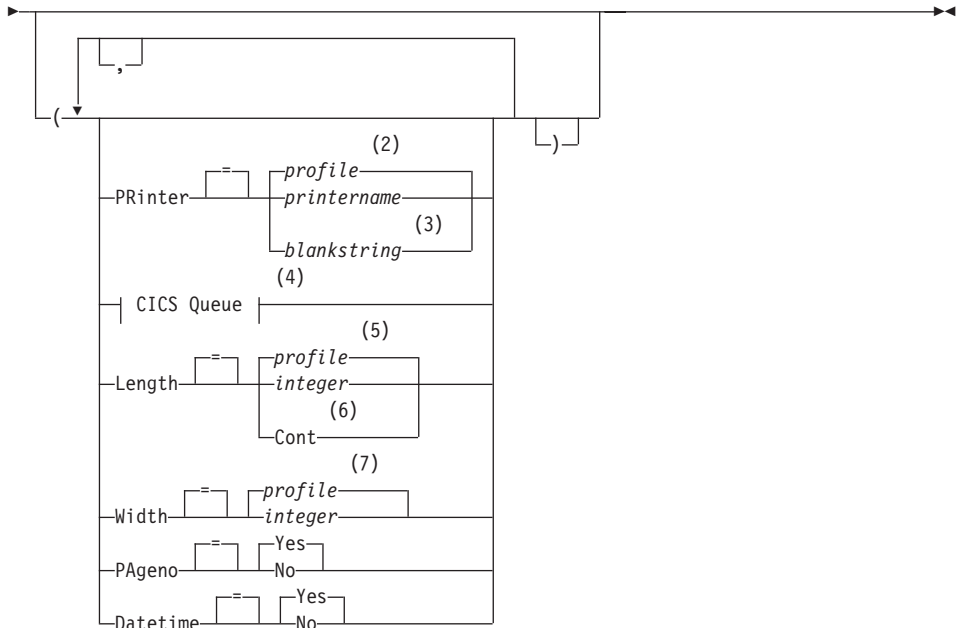 ,
(
)
(2)
=
profile
PRinter
printername
(3)
blankstring
(4)
CICS Queue
(5)
=
profile
Length
integer
(6)
Cont
(7)
=
profile
Width
integer
=
Yes
PAgeno
No
=
Yes
Datetime
No